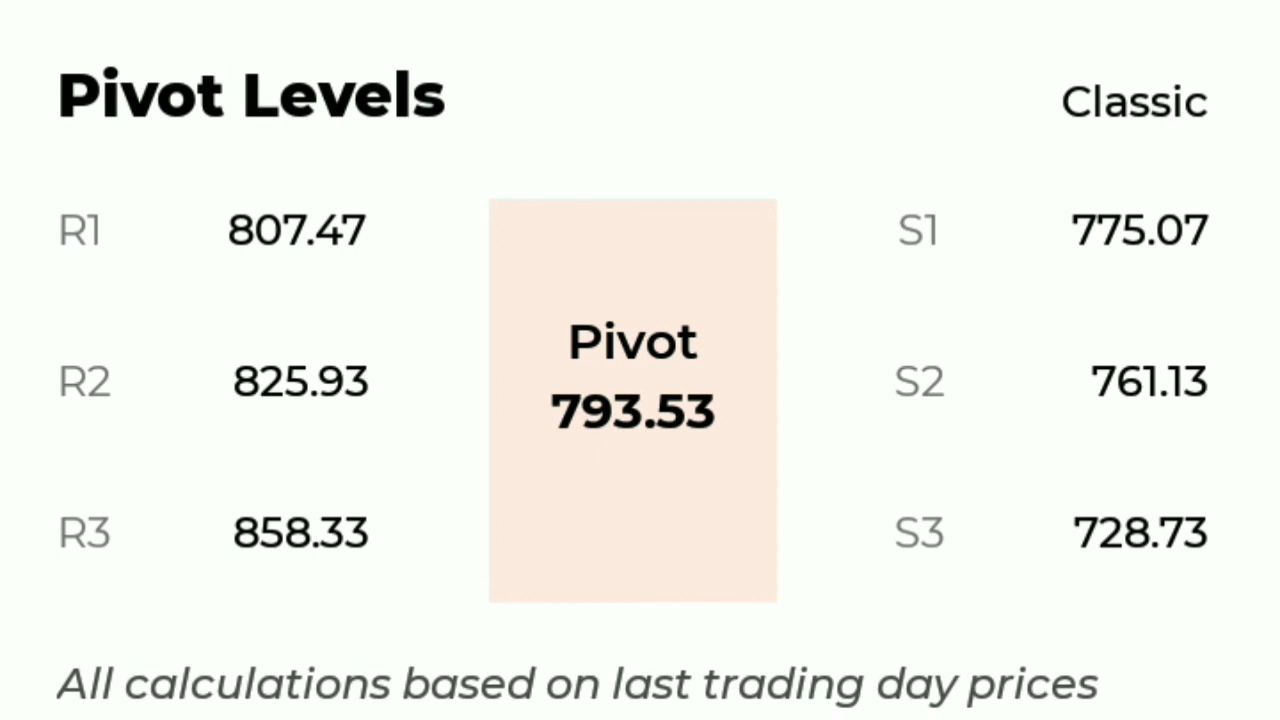 Pivot Levels Classic
R1 807.47 S1 775.07
Pivot
R2 825.93 793.53 S2 761.13
R3 858.33 S3 728.73
All calculations based on last trading day prices